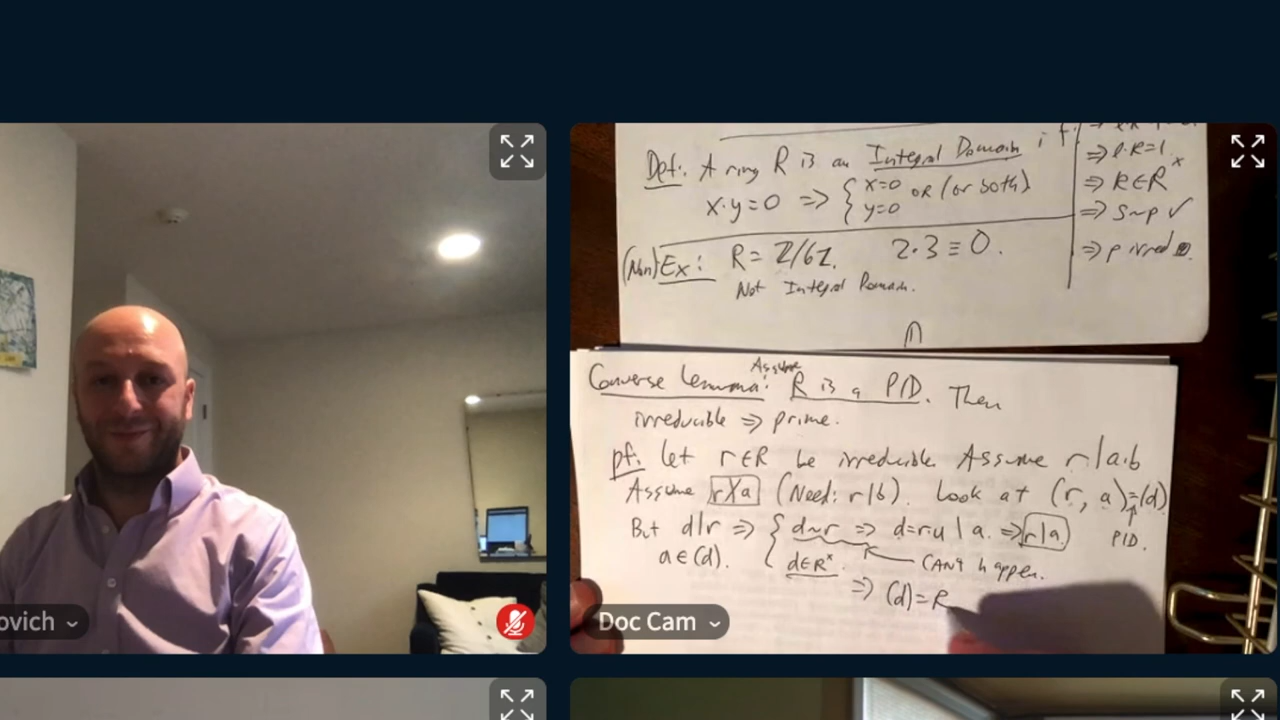 Def: A ring R is an Integral Domain if
x·y=0 => { x=0 OR (or both)
y=0
=> l·k=1
=> k∈R^x
=> s~p ✓
=> p irred
(Non) Ex: R = Z/6Z. 2·3 ≡ 0.
Not Integral Domain.
Assume
Converse Lemma: R is a PID. Then
irreducible => prime.
pf: Let r∈R be irreducible. Assume r|a·b
Assume r∤a (Need: r|b). Look at (r, a)=(d)
PID.
But d|r => { d~r => d=ru | a. => r|a.
a∈(d). d∈R^x. CAN'T happen.
=> (d)=R
ovich
Doc Cam